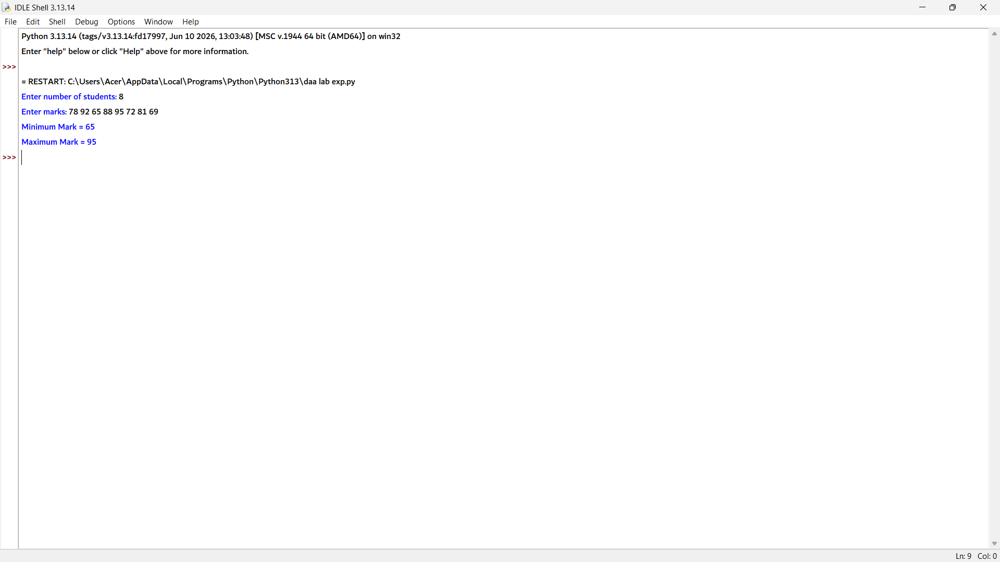 IDLE Shell 3.13.14
File Edit Shell Debug Options Window Help
Python 3.13.14 (tags/v3.13.14:fd17997, Jun 10 2026, 13:03:48) [MSC v.1944 64 bit (AMD64)] on win32
Enter "help" below or click "Help" above for more information.
>>>
= RESTART: C:\Users\Acer\AppData\Local\Programs\Python\Python313\daa lab exp.py
Enter number of students: 8
Enter marks: 78 92 65 88 95 72 81 69
Minimum Mark = 65
Maximum Mark = 95
>>>
Ln: 9 Col: 0